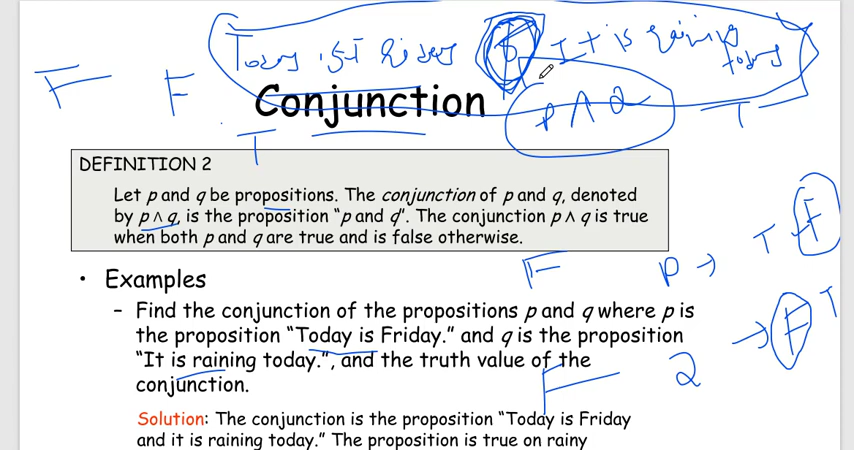 Today is Friday & It is raining
today
F F
Conjunction
p ∧ q
T
T
DEFINITION 2
Let p and q be propositions. The conjunction of p and q, denoted
by p ∧ q, is the proposition “p and q”. The conjunction p ∧ q is true
when both p and q are true and is false otherwise.
F
p → T F
• Examples
– Find the conjunction of the propositions p and q where p is
the proposition “Today is Friday.” and q is the proposition
“It is raining today.”, and the truth value of the
conjunction.
F
q → F T
Solution: The conjunction is the proposition “Today is Friday
and it is raining today.” The proposition is true on rainy